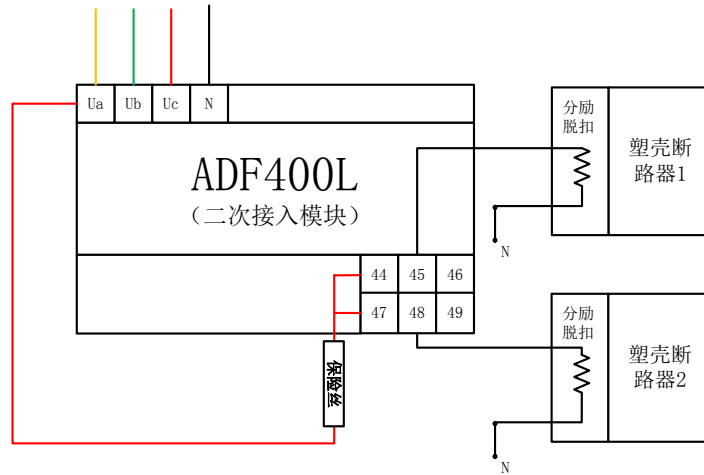 Ua Ub Uc N
ADF400L
（二次接入模块）
44 45 46
47 48 49
保险丝
分励
脱扣
塑壳断
路器1
N
分励
脱扣
塑壳断
路器2
N